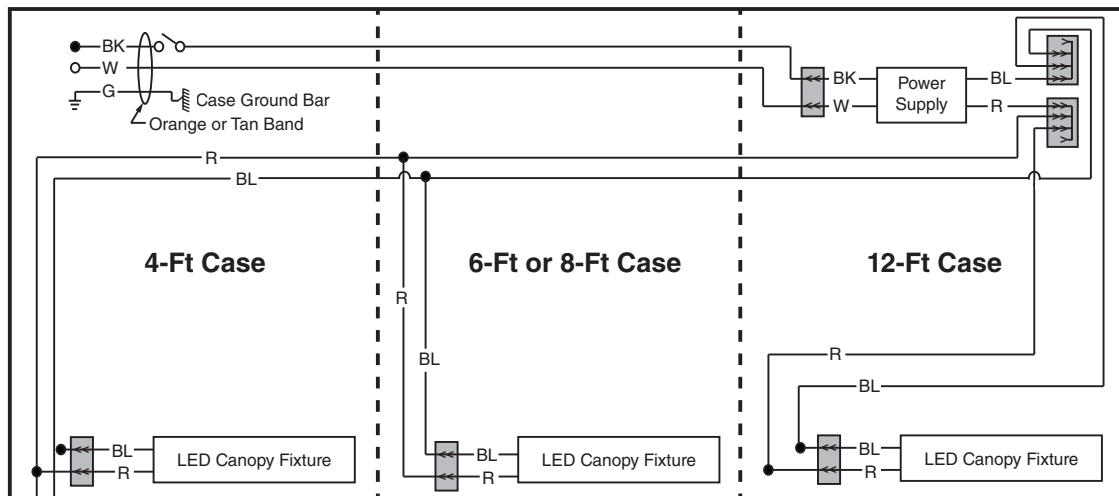 BK
W
G
Case Ground Bar
Orange or Tan Band
BK
W
Power
Supply
BL
R
R
BL
4-Ft Case
6-Ft or 8-Ft Case
12-Ft Case
R
BL
R
BL
BL
R
LED Canopy Fixture
BL
R
LED Canopy Fixture
BL
R
LED Canopy Fixture